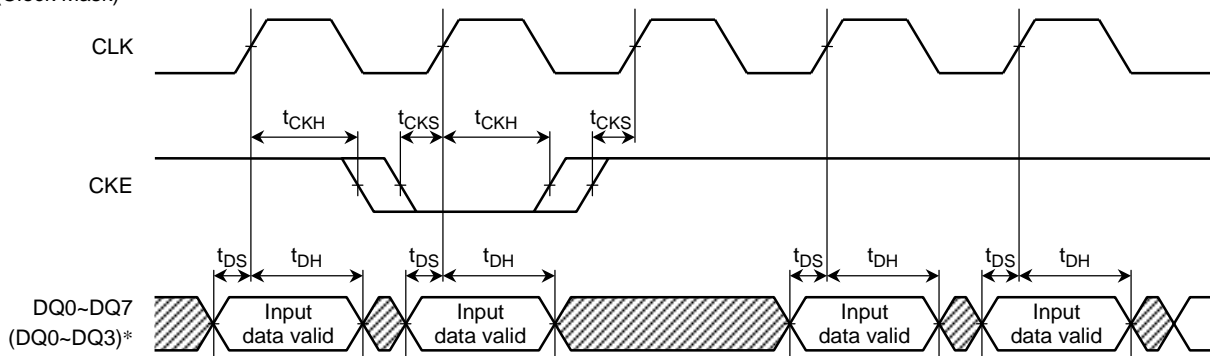 (Clock Mask)
CLK
tCKH tCKS tCKH tCKS
CKE
tDS tDH tDS tDH tDS tDH tDS tDH
DQ0~DQ7
(DQ0~DQ3)*
Input
data valid
Input
data valid
Input
data valid
Input
data valid